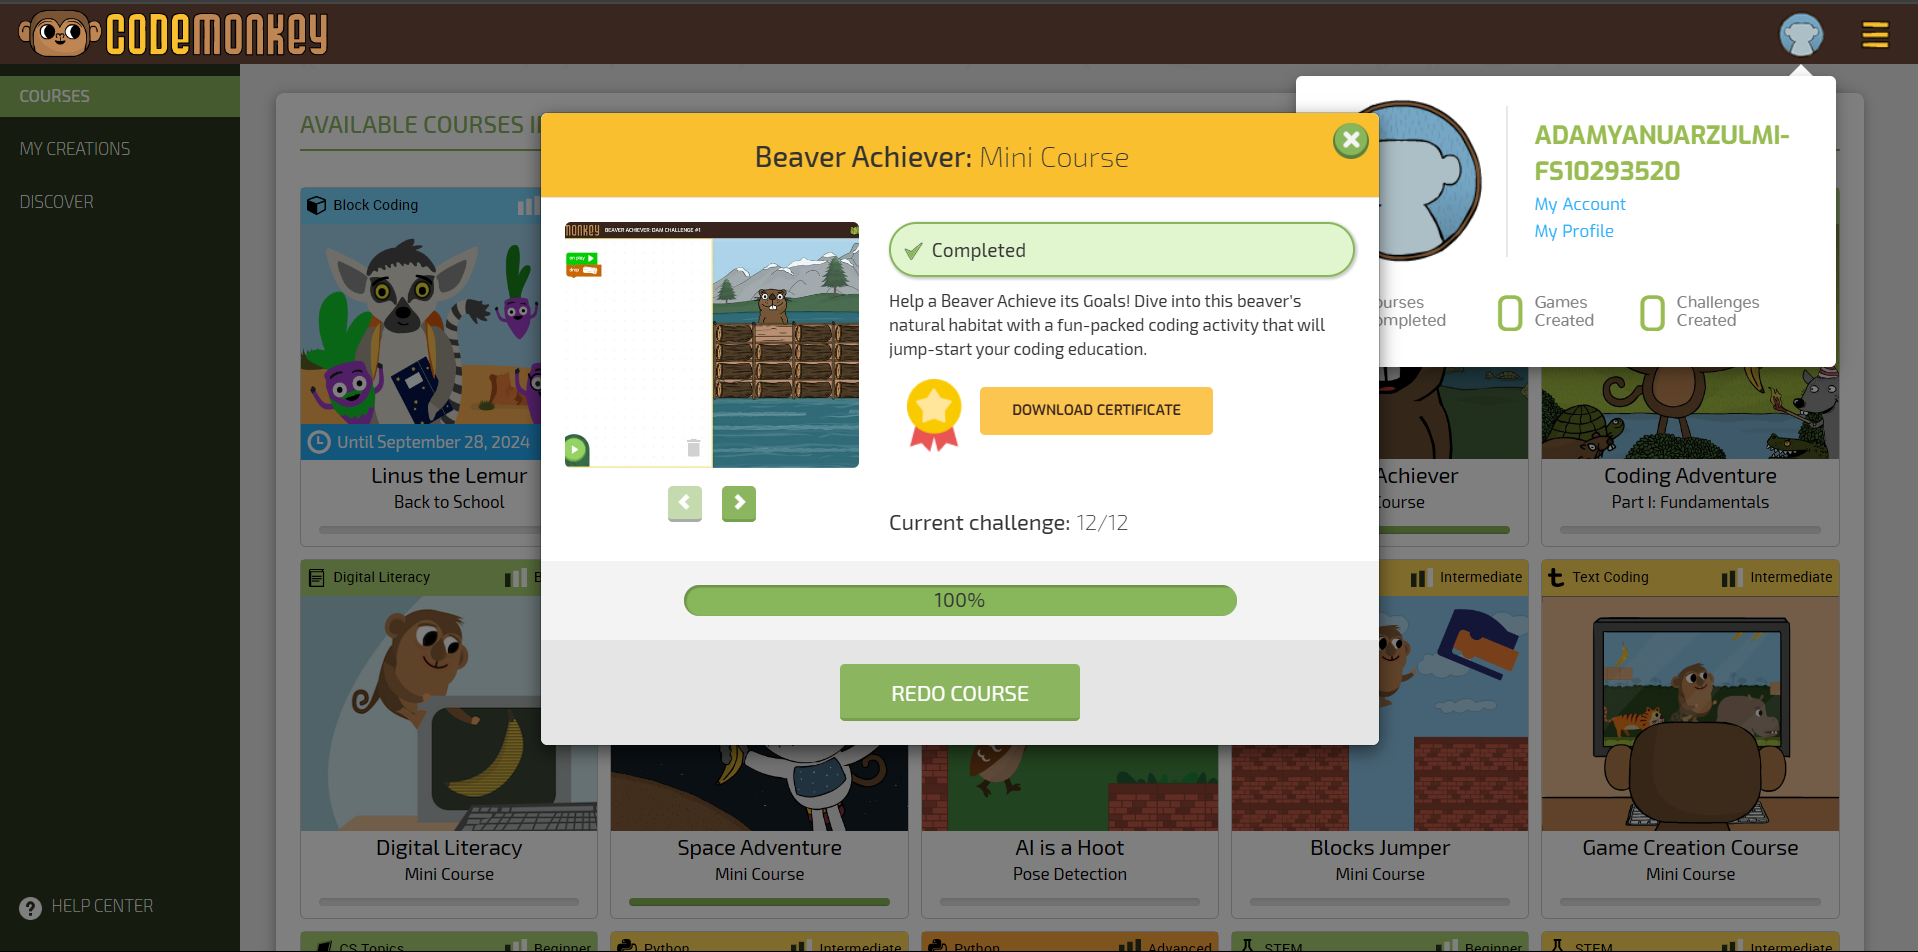 CODEMONKEY
COURSES
MY CREATIONS
DISCOVER
HELP CENTER
AVAILABLE COURSES
ADAMYANUARZULMI-
FS10293520
My Account
My Profile
Games
Created
Challenges
Created
Beaver Achiever: Mini Course
MONKEY BEAVER ACHIEVER: DAM CHALLENGE #1
on play
drop
Completed
Help a Beaver Achieve its Goals! Dive into this beaver's
natural habitat with a fun-packed coding activity that will
jump-start your coding education.
DOWNLOAD CERTIFICATE
Current challenge: 12/12
100%
REDO COURSE
Block Coding
Until September 28, 2024
Linus the Lemur
Back to School
Achiever
Coding Adventure
Part I: Fundamentals
Digital Literacy
Intermediate
Text Coding
Intermediate
Digital Literacy
Mini Course
Space Adventure
Mini Course
AI is a Hoot
Pose Detection
Blocks Jumper
Mini Course
Game Creation Course
Mini Course
CS Topics
Beginner
Python
Intermediate
Python
Advanced
STEM
Beginner
STEM
Intermediate